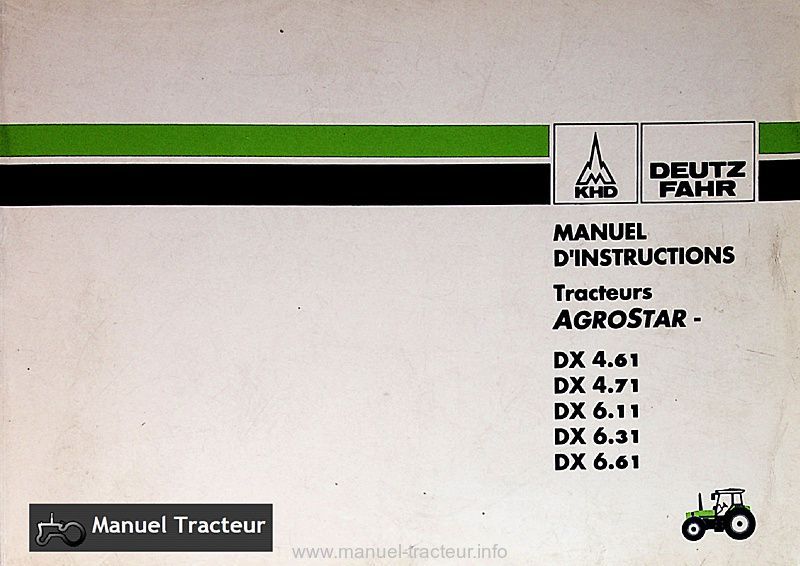 KHD
DEUTZ
FAHR
MANUEL
D'INSTRUCTIONS
Tracteurs
AGROSTAR -
DX 4.61
DX 4.71
DX 6.11
DX 6.31
DX 6.61
Manuel Tracteur
www.manuel-tracteur.info